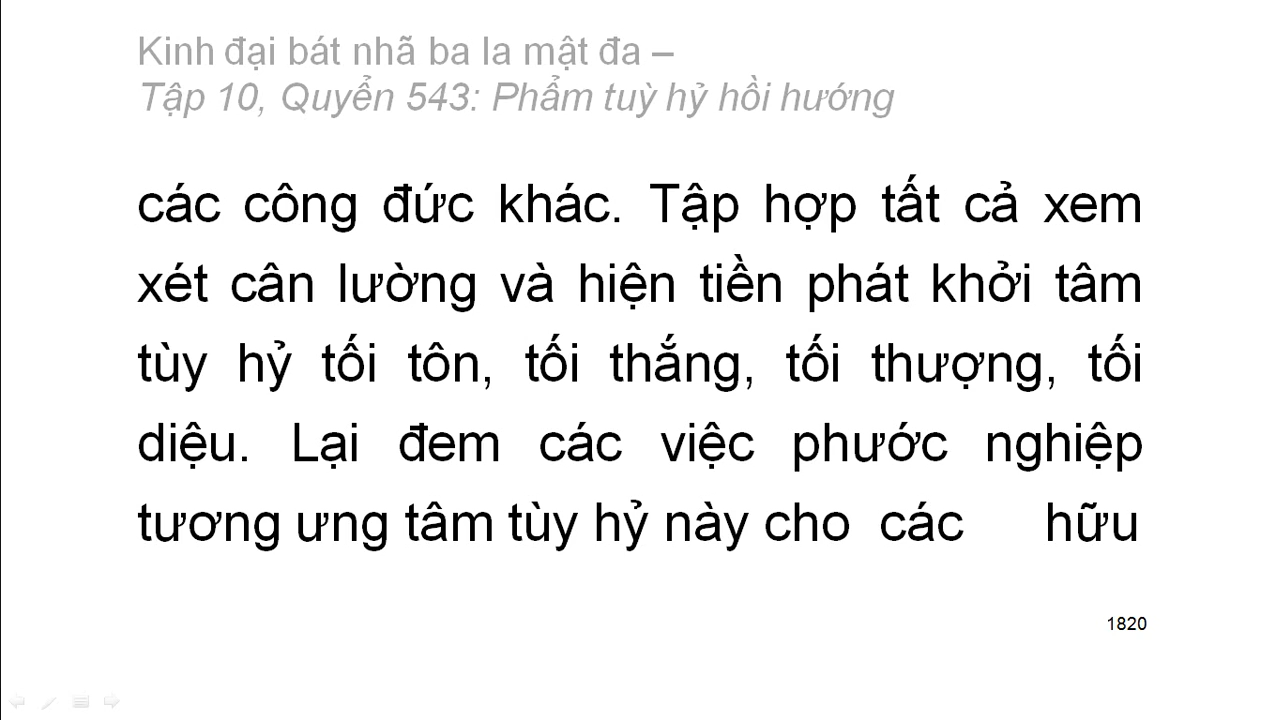 Kinh đại bát nhã ba la mật đa –
Tập 10, Quyển 543: Phẩm tuỳ hỷ hồi hướng
các công đức khác. Tập hợp tất cả xem
xét cân lường và hiện tiền phát khởi tâm
tùy hỷ tối tôn, tối thắng, tối thượng, tối
diệu. Lại đem các việc phước nghiệp
tương ưng tâm tùy hỷ này cho các hữu
1820